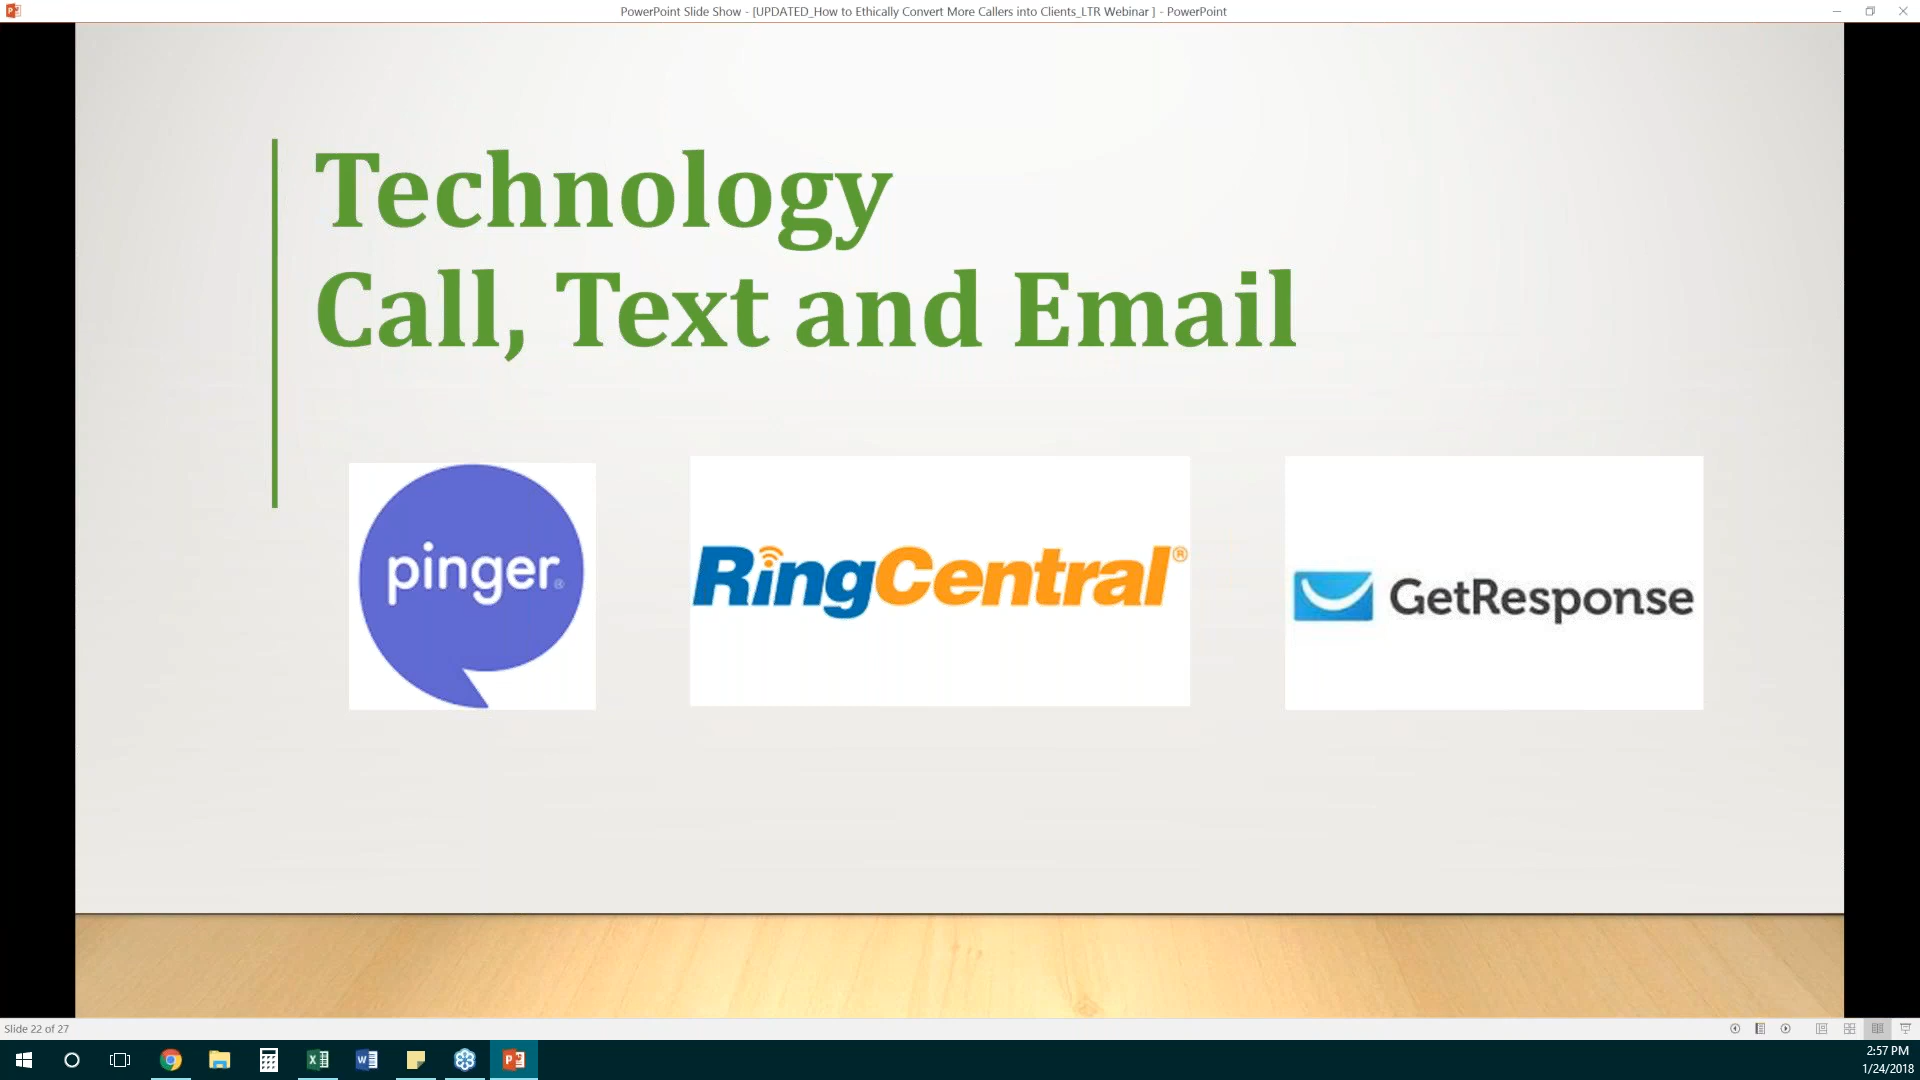 PowerPoint Slide Show - [UPDATED_How to Ethically Convert More Callers into Clients_LTR Webinar ] - PowerPoint
Technology
Call, Text and Email
pinger®
RingCentral®
GetResponse
Slide 22 of 27
2:57 PM
1/24/2018